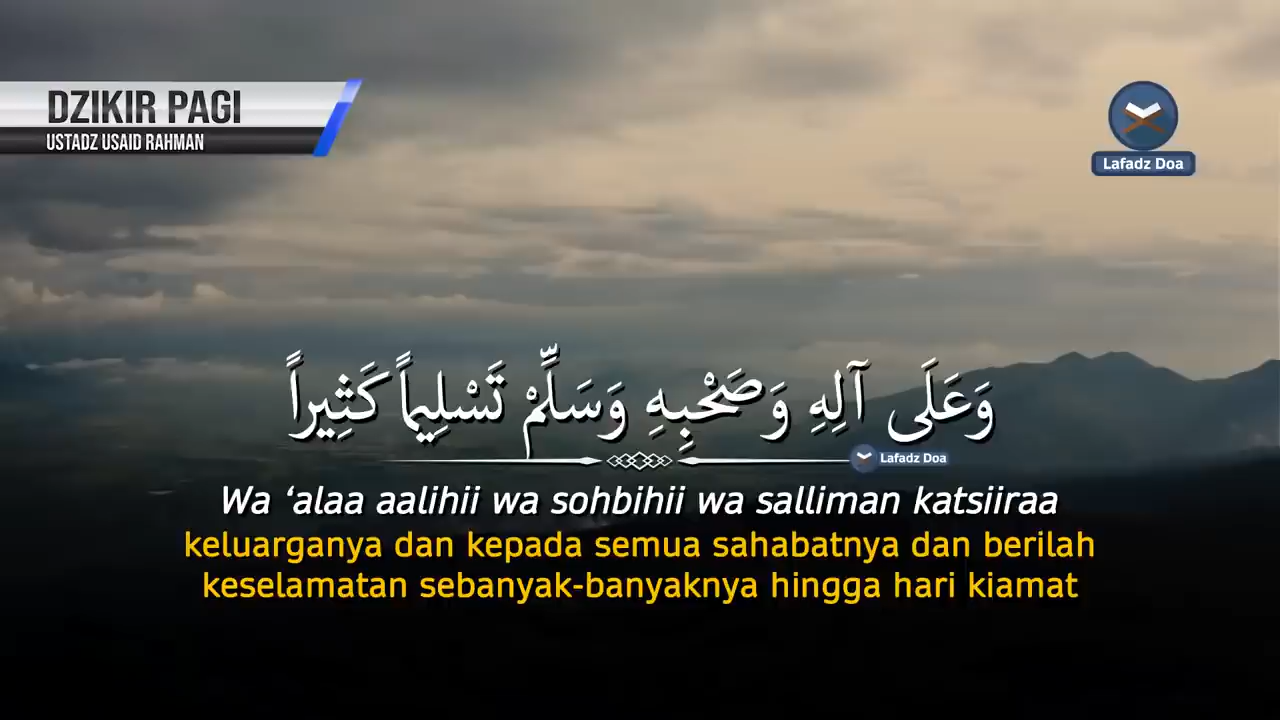 DZIKIR PAGI
USTADZ USAID RAHMAN
Lafadz Doa
وَعَلَى آلِهِ وَصَحْبِهِ وَسَلِّمْ تَسْلِيماً كَثِيراً
Lafadz Doa
Wa ‘alaa aalihii wa sohbihii wa salliman katsiiraa
keluarganya dan kepada semua sahabatnya dan berilah
keselamatan sebanyak-banyaknya hingga hari kiamat